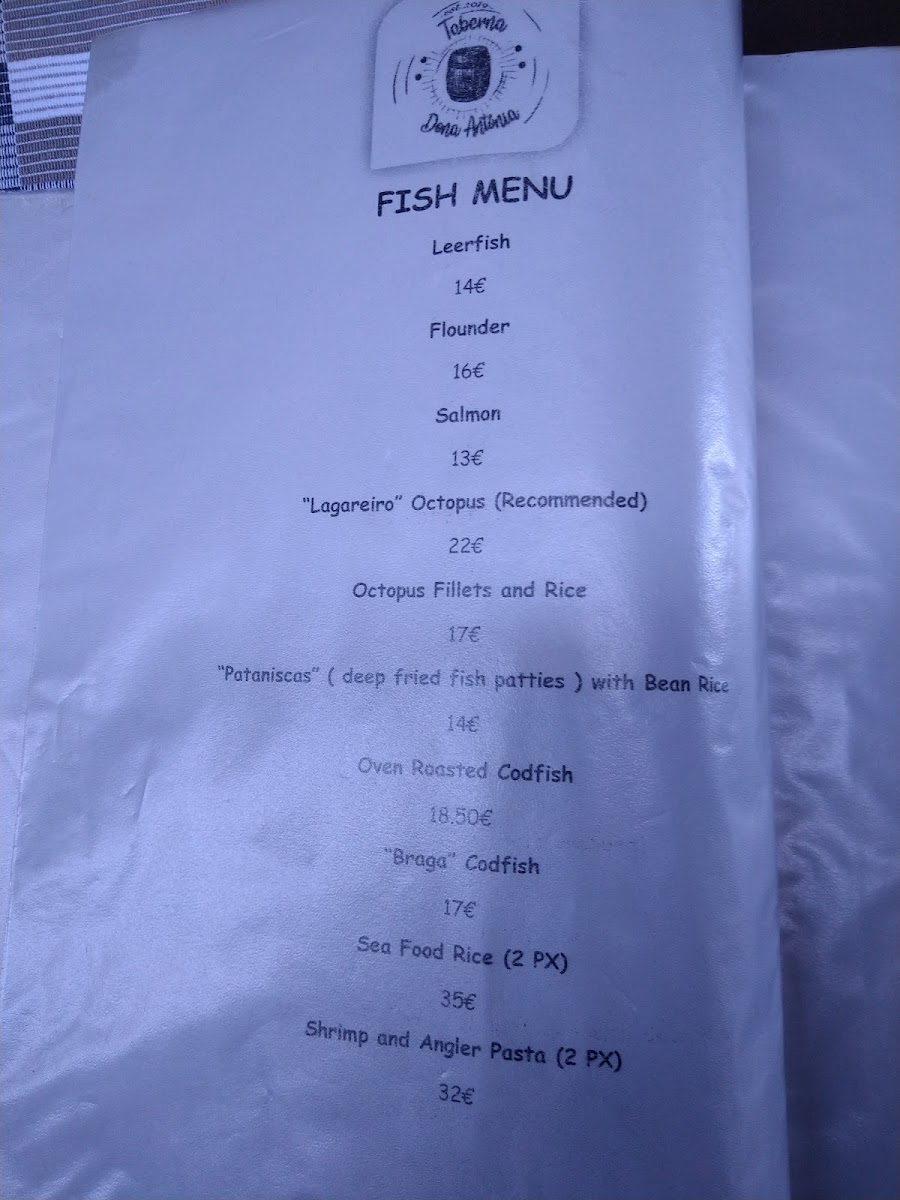 EST. 2019
Taberna
Dona Antónia
FISH MENU
Leerfish
14€
Flounder
16€
Salmon
13€
“Lagareiro” Octopus (Recommended)
22€
Octopus Fillets and Rice
17€
“Pataniscas” ( deep fried fish patties ) with Bean Rice
14€
Oven Roasted Codfish
18.50€
“Braga” Codfish
17€
Sea Food Rice (2 PX)
35€
Shrimp and Angler Pasta (2 PX)
32€